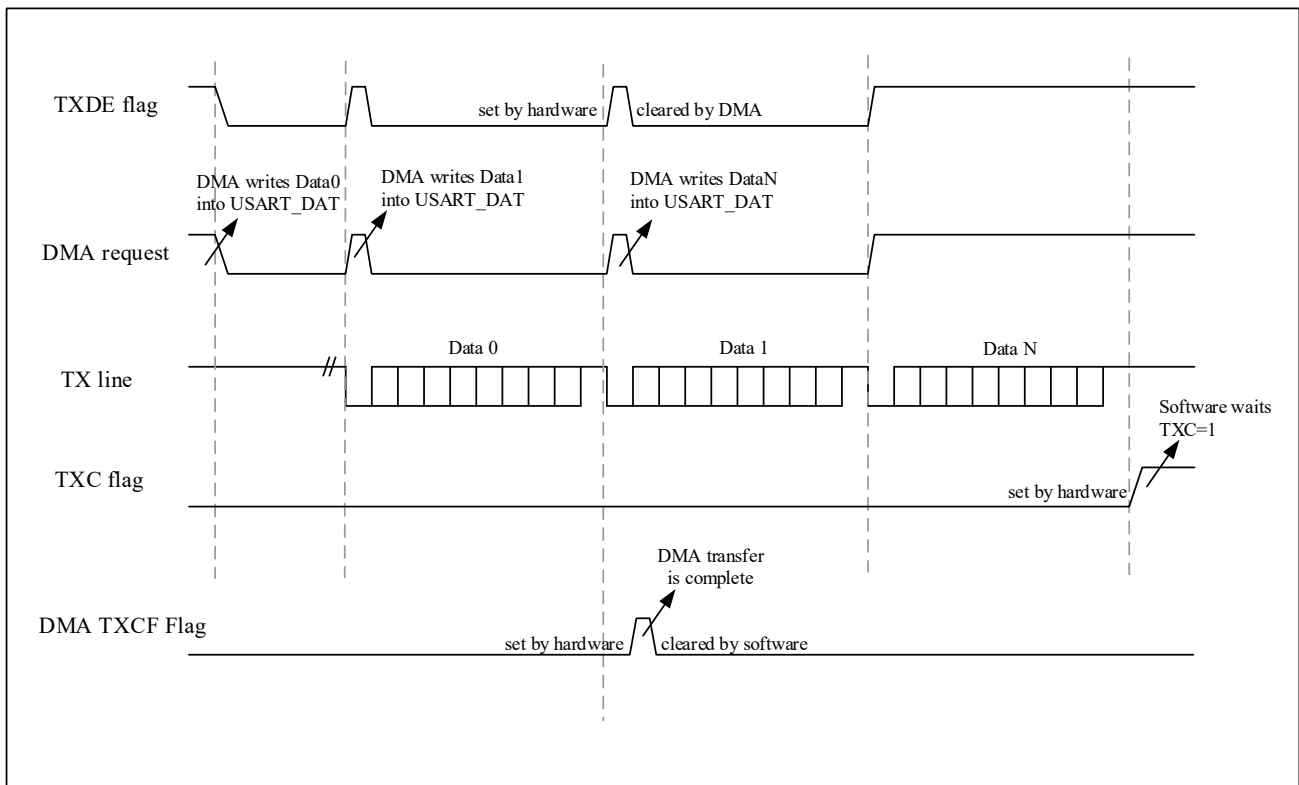 TXDE flag
set by hardware
cleared by DMA
DMA writes Data0
into USART_DAT
DMA writes Data1
into USART_DAT
DMA writes DataN
into USART_DAT
DMA request
Data 0
Data 1
Data N
TX line
Software waits
TXC=1
TXC flag
set by hardware
DMA transfer
is complete
DMA TXCF Flag
set by hardware
cleared by software